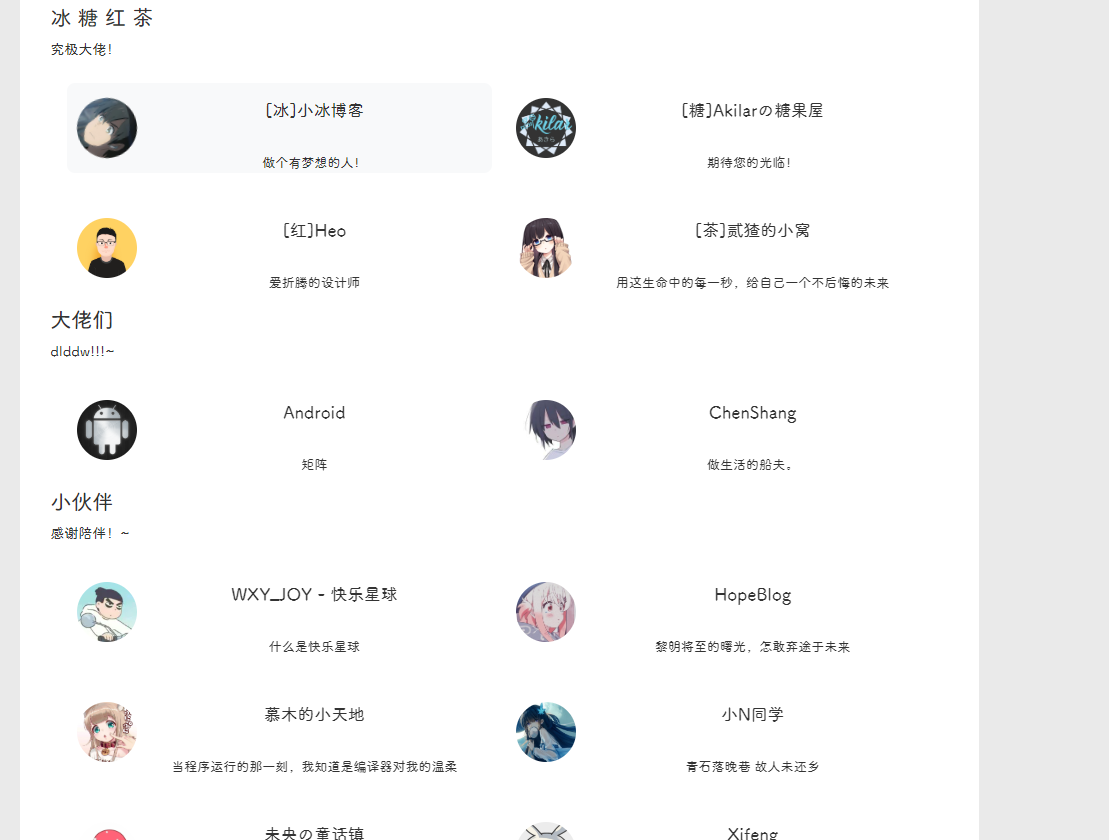 冰 糖 红 茶
究极大佬！
[冰]小冰博客
[糖]Akilarの糖果屋
做个有梦想的人！
期待您的光临！
[红]Heo
[茶]贰猹的小窝
爱折腾的设计师
用这生命中的每一秒，给自己一个不后悔的未来
大佬们
dlddw!!!~
Android
ChenShang
矩阵
做生活的船夫。
小伙伴
感谢陪伴！~
WXY_JOY - 快乐星球
HopeBlog
什么是快乐星球
黎明将至的曙光，怎敢弃途于未来
慕木的小天地
小N同学
当程序运行的那一刻，我知道是编译器对我的温柔
青石落晚巷 故人未还乡
未央の童话镇
Xifeng